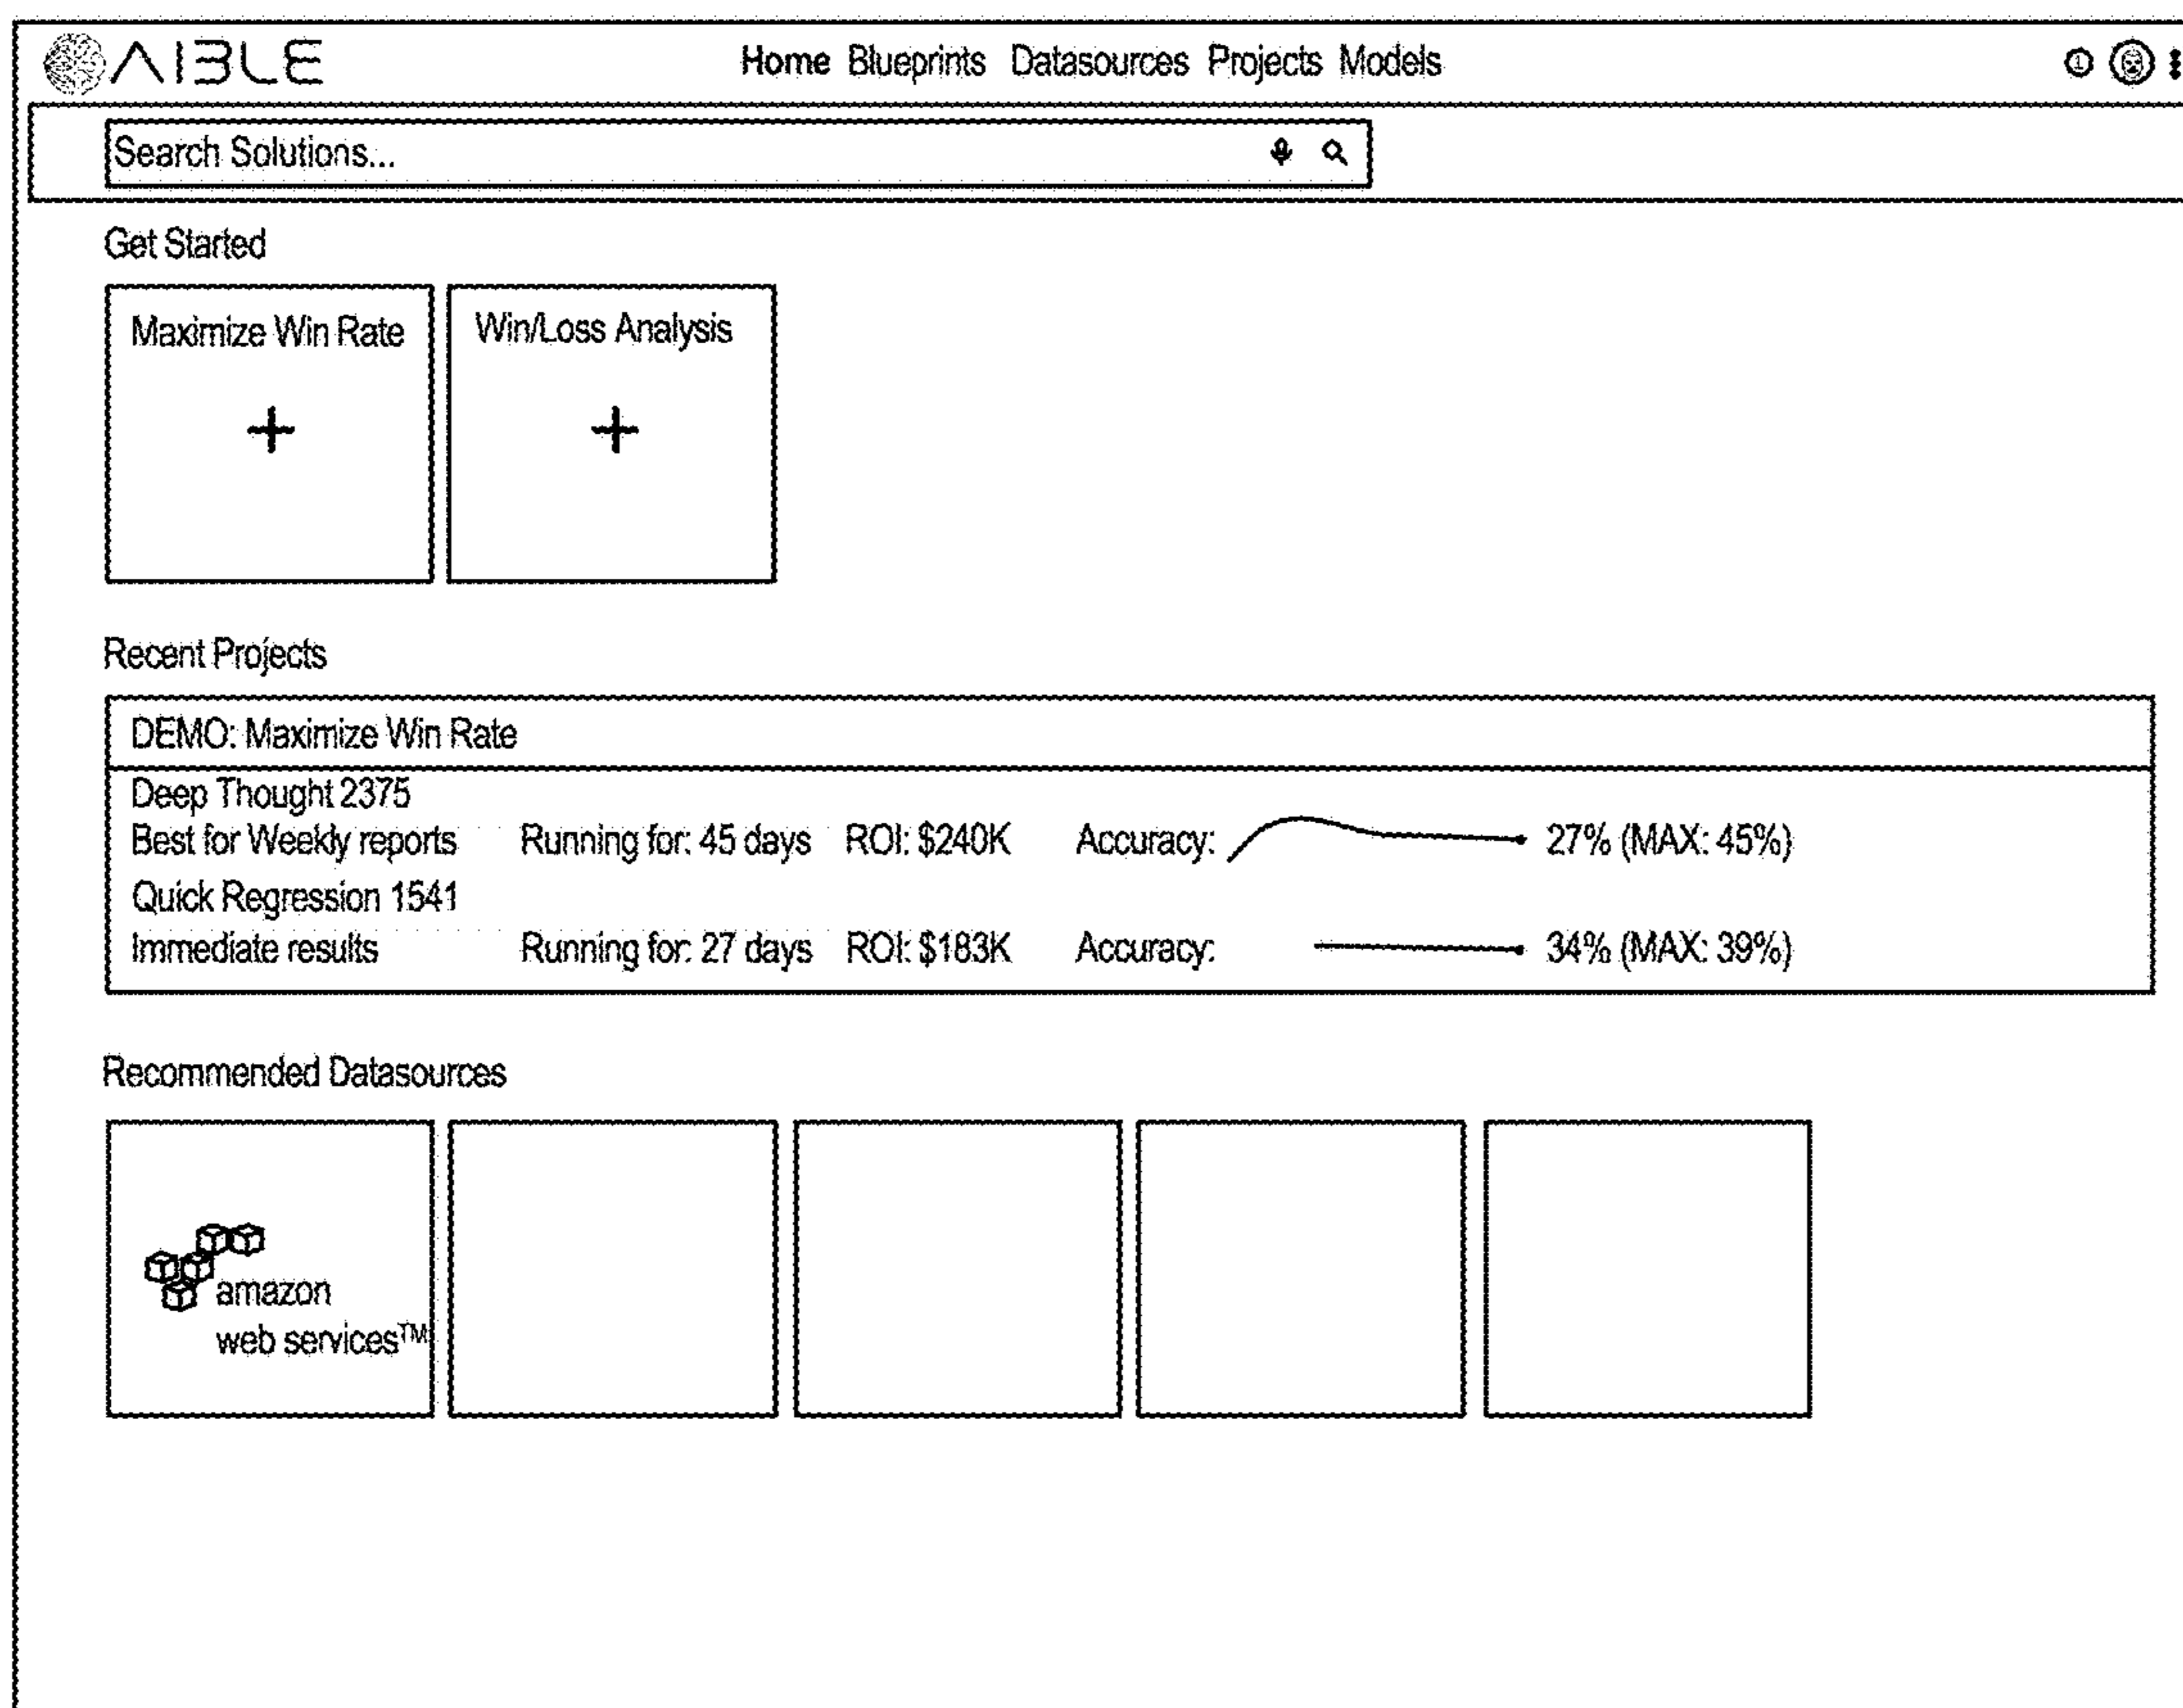 AIBLE
Home Blueprints Datasources Projects Models
1
Search Solutions...
Get Started
Maximize Win Rate
Win/Loss Analysis
Recent Projects
DEMO: Maximize Win Rate
Deep Thought 2375
Best for Weekly reports Running for: 45 days ROI: $240K Accuracy: 27% (MAX: 45%)
Quick Regression 1541
Immediate results Running for: 27 days ROI: $183K Accuracy: 34% (MAX: 39%)
Recommended Datasources
amazon
web services™